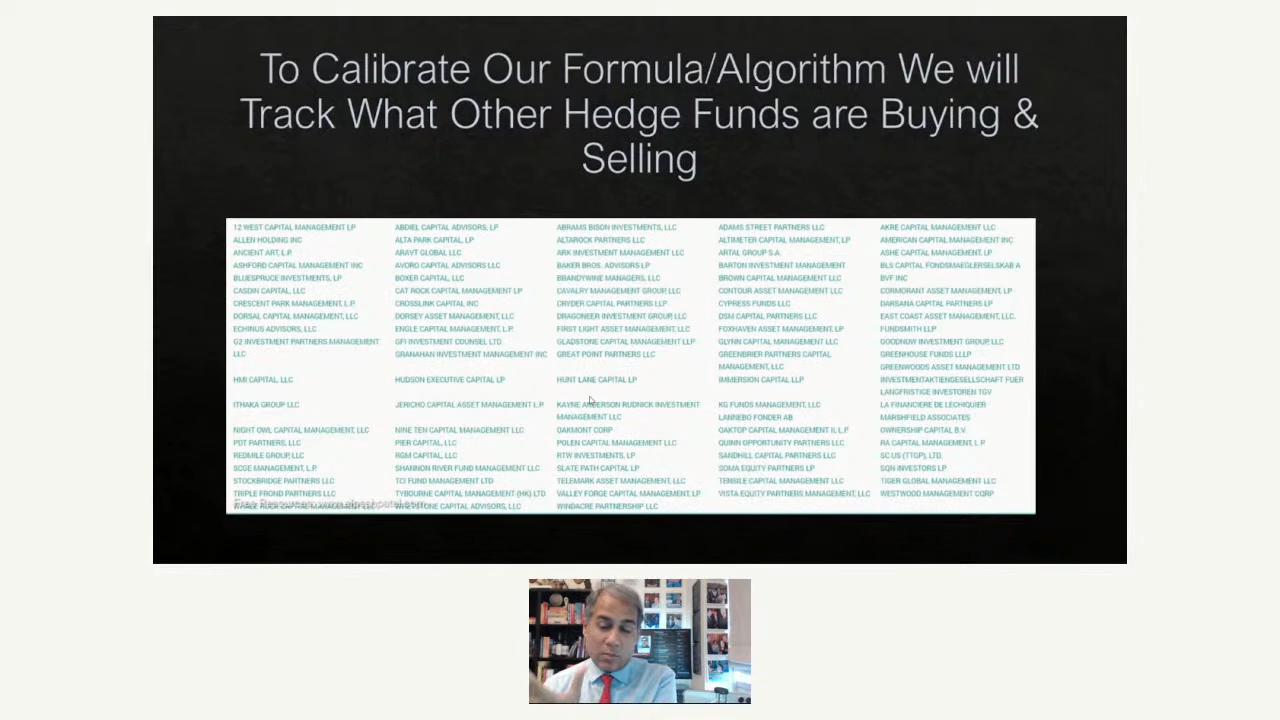 To Calibrate Our Formula/Algorithm We will
Track What Other Hedge Funds are Buying &
Selling
12 WEST CAPITAL MANAGEMENT LP ABDIEL CAPITAL ADVISORS, LP ABRAMS BISON INVESTMENTS, LLC ADAMS STREET PARTNERS LLC AKRE CAPITAL MANAGEMENT LLC
ALLEN HOLDING INC ALTA PARK CAPITAL, LP ALTAROCK PARTNERS LLC ALTIMETER CAPITAL MANAGEMENT, LP AMERICAN CAPITAL MANAGEMENT INC
ANCIENT ART, L.P. ARAVT GLOBAL LLC ARK INVESTMENT MANAGEMENT LLC ARTAL GROUP S.A. ASHE CAPITAL MANAGEMENT, LP
ASHFORD CAPITAL MANAGEMENT INC AVORO CAPITAL ADVISORS LLC BAKER BROS. ADVISORS LP BARTON INVESTMENT MANAGEMENT BLS CAPITAL FONDSMAEGLERSELSKAB A
BLUESPRUCE INVESTMENTS, LP BOXER CAPITAL, LLC BRANDYWINE MANAGERS, LLC BROWN CAPITAL MANAGEMENT LLC BVF INC
CASDIN CAPITAL, LLC CAT ROCK CAPITAL MANAGEMENT LP CAVALRY MANAGEMENT GROUP, LLC CONTOUR ASSET MANAGEMENT LLC CORMORANT ASSET MANAGEMENT, LP
CRESCENT PARK MANAGEMENT, L.P. CROSSLINK CAPITAL INC CRYDER CAPITAL PARTNERS LLP CYPRESS FUNDS LLC DARSANA CAPITAL PARTNERS LP
DORSAL CAPITAL MANAGEMENT, LLC DORSEY ASSET MANAGEMENT, LLC DRAGONEER INVESTMENT GROUP, LLC DSM CAPITAL PARTNERS LLC EAST COAST ASSET MANAGEMENT, LLC.
ECHINUS ADVISORS, LLC ENGLE CAPITAL MANAGEMENT, L.P. FIRST LIGHT ASSET MANAGEMENT, LLC FOXHAVEN ASSET MANAGEMENT, LP FUNDSMITH LLP
G2 INVESTMENT PARTNERS MANAGEMENT GFI INVESTMENT COUNSEL LTD. GLADSTONE CAPITAL MANAGEMENT LLP GLYNN CAPITAL MANAGEMENT LLC GOODNOW INVESTMENT GROUP, LLC
LLC GRANAHAN INVESTMENT MANAGEMENT INC GREAT POINT PARTNERS LLC GREENBRIER PARTNERS CAPITAL GREENHOUSE FUNDS LLLP
MANAGEMENT, LLC GREENWOODS ASSET MANAGEMENT LTD
HMI CAPITAL, LLC HUDSON EXECUTIVE CAPITAL LP HUNT LANE CAPITAL LP IMMERSION CAPITAL LLP INVESTMENTAKTIENGESELLSCHAFT FUER
LANGFRISTIGE INVESTOREN TGV
ITHAKA GROUP LLC JERICHO CAPITAL ASSET MANAGEMENT L.P. KAYNE ANDERSON RUDNICK INVESTMENT KG FUNDS MANAGEMENT, LLC LA FINANCIERE DE LECHIQUIER
MANAGEMENT LLC LANNEBO FONDER AB MARSHFIELD ASSOCIATES
NIGHT OWL CAPITAL MANAGEMENT, LLC NINE TEN CAPITAL MANAGEMENT LLC OAKMONT CORP OAKTOP CAPITAL MANAGEMENT II, L.P. OWNERSHIP CAPITAL B.V.
PDT PARTNERS, LLC PIER CAPITAL, LLC POLEN CAPITAL MANAGEMENT LLC QUINN OPPORTUNITY PARTNERS LLC RA CAPITAL MANAGEMENT, L.P.
REDMILE GROUP, LLC RGM CAPITAL, LLC RTW INVESTMENTS, LP SANDHILL CAPITAL PARTNERS LLC SC US (TTGP), LTD.
SCGE MANAGEMENT, L.P. SHANNON RIVER FUND MANAGEMENT LLC SLATE PATH CAPITAL LP SOMA EQUITY PARTNERS LP SQN INVESTORS LP
STOCKBRIDGE PARTNERS LLC TCI FUND MANAGEMENT LTD TELEMARK ASSET MANAGEMENT, LLC TENSILE CAPITAL MANAGEMENT LLC TIGER GLOBAL MANAGEMENT LLC
TRIPLE FROND PARTNERS LLC TYBOURNE CAPITAL MANAGEMENT (HK) LTD VALLEY FORGE CAPITAL MANAGEMENT, LP VISTA EQUITY PARTNERS MANAGEMENT, LLC WESTWOOD MANAGEMENT CORP
WHETSTONE CAPITAL ADVISORS, LLC WINDACRE PARTNERSHIP LLC